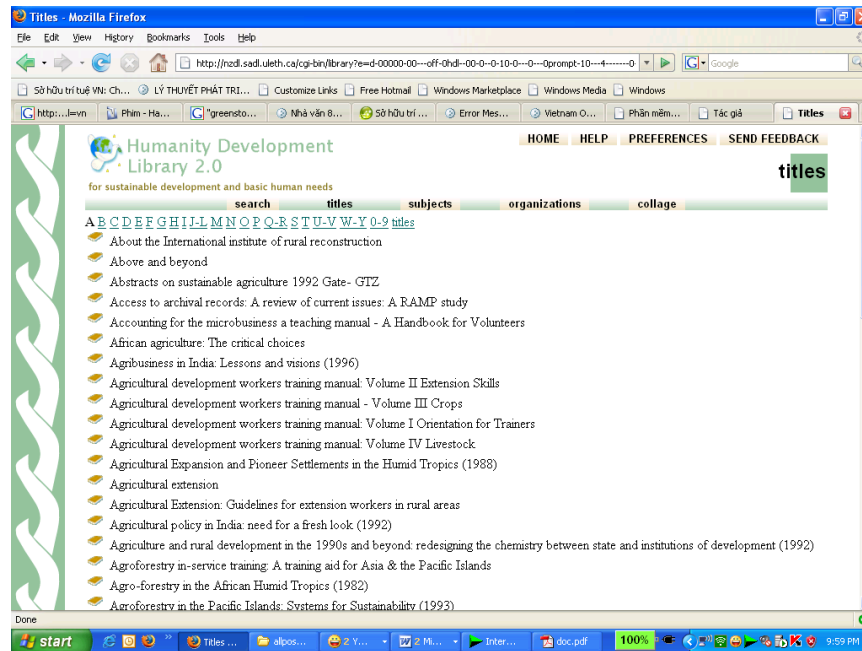 Titles - Mozilla Firefox
File Edit View History Bookmarks Tools Help
http://nzdl.sadl.uleth.ca/cgi-bin/library?e=d-00000-00---off-0hdl--00-0--0-10-0---0---0prompt-10---4-------0- Google
Sở hữu trí tuệ VN: Ch... LÝ THUYẾT PHÁT TRI... Customize Links Free Hotmail Windows Marketplace Windows Media Windows
http:...l=vn Phim - Ha... "greensto... Nhà văn 8... Sở hữu trí ... Error Mes... Vietnam O... Phần mềm... Tác giả Titles
HOME HELP PREFERENCES SEND FEEDBACK
Humanity Development
Library 2.0
titles
for sustainable development and basic human needs
search titles subjects organizations collage
A B C D E F G H I J-L M N O P Q-R S T U-V W-Y 0-9 titles
About the International institute of rural reconstruction
Above and beyond
Abstracts on sustainable agriculture 1992 Gate- GTZ
Access to archival records: A review of current issues: A RAMP study
Accounting for the microbusiness a teaching manual - A Handbook for Volunteers
African agriculture: The critical choices
Agribusiness in India: Lessons and visions (1996)
Agricultural development workers training manual: Volume II Extension Skills
Agricultural development workers training manual - Volume III Crops
Agricultural development workers training manual: Volume I Orientation for Trainers
Agricultural development workers training manual: Volume IV Livestock
Agricultural Expansion and Pioneer Settlements in the Humid Tropics (1988)
Agricultural extension
Agricultural Extension: Guidelines for extension workers in rural areas
Agricultural policy in India: need for a fresh look (1992)
Agriculture and rural development in the 1990s and beyond: redesigning the chemistry between state and institutions of development (1992)
Agroforestry in-service training: A training aid for Asia & the Pacific Islands
Agro-forestry in the African Humid Tropics (1982)
Agroforestry in the Pacific Islands: Systems for Sustainability (1993)
Done
start Titles ... allpos... 2 Y... 2 Mi... Inter... doc.pdf 100% 9:59 PM